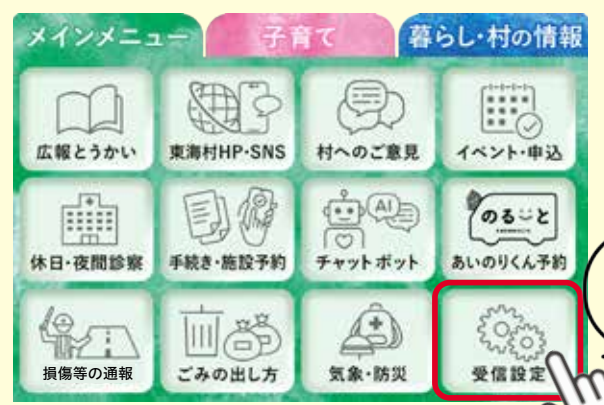 メインメニュー
子育て
暮らし・村の情報
広報とうかい
東海村HP・SNS
村へのご意見
イベント・申込
休日・夜間診察
手続き・施設予約
AI
チャットボット
のるーと
あいのりくん予約
損傷等の通報
ごみの出し方
気象・防災
受信設定